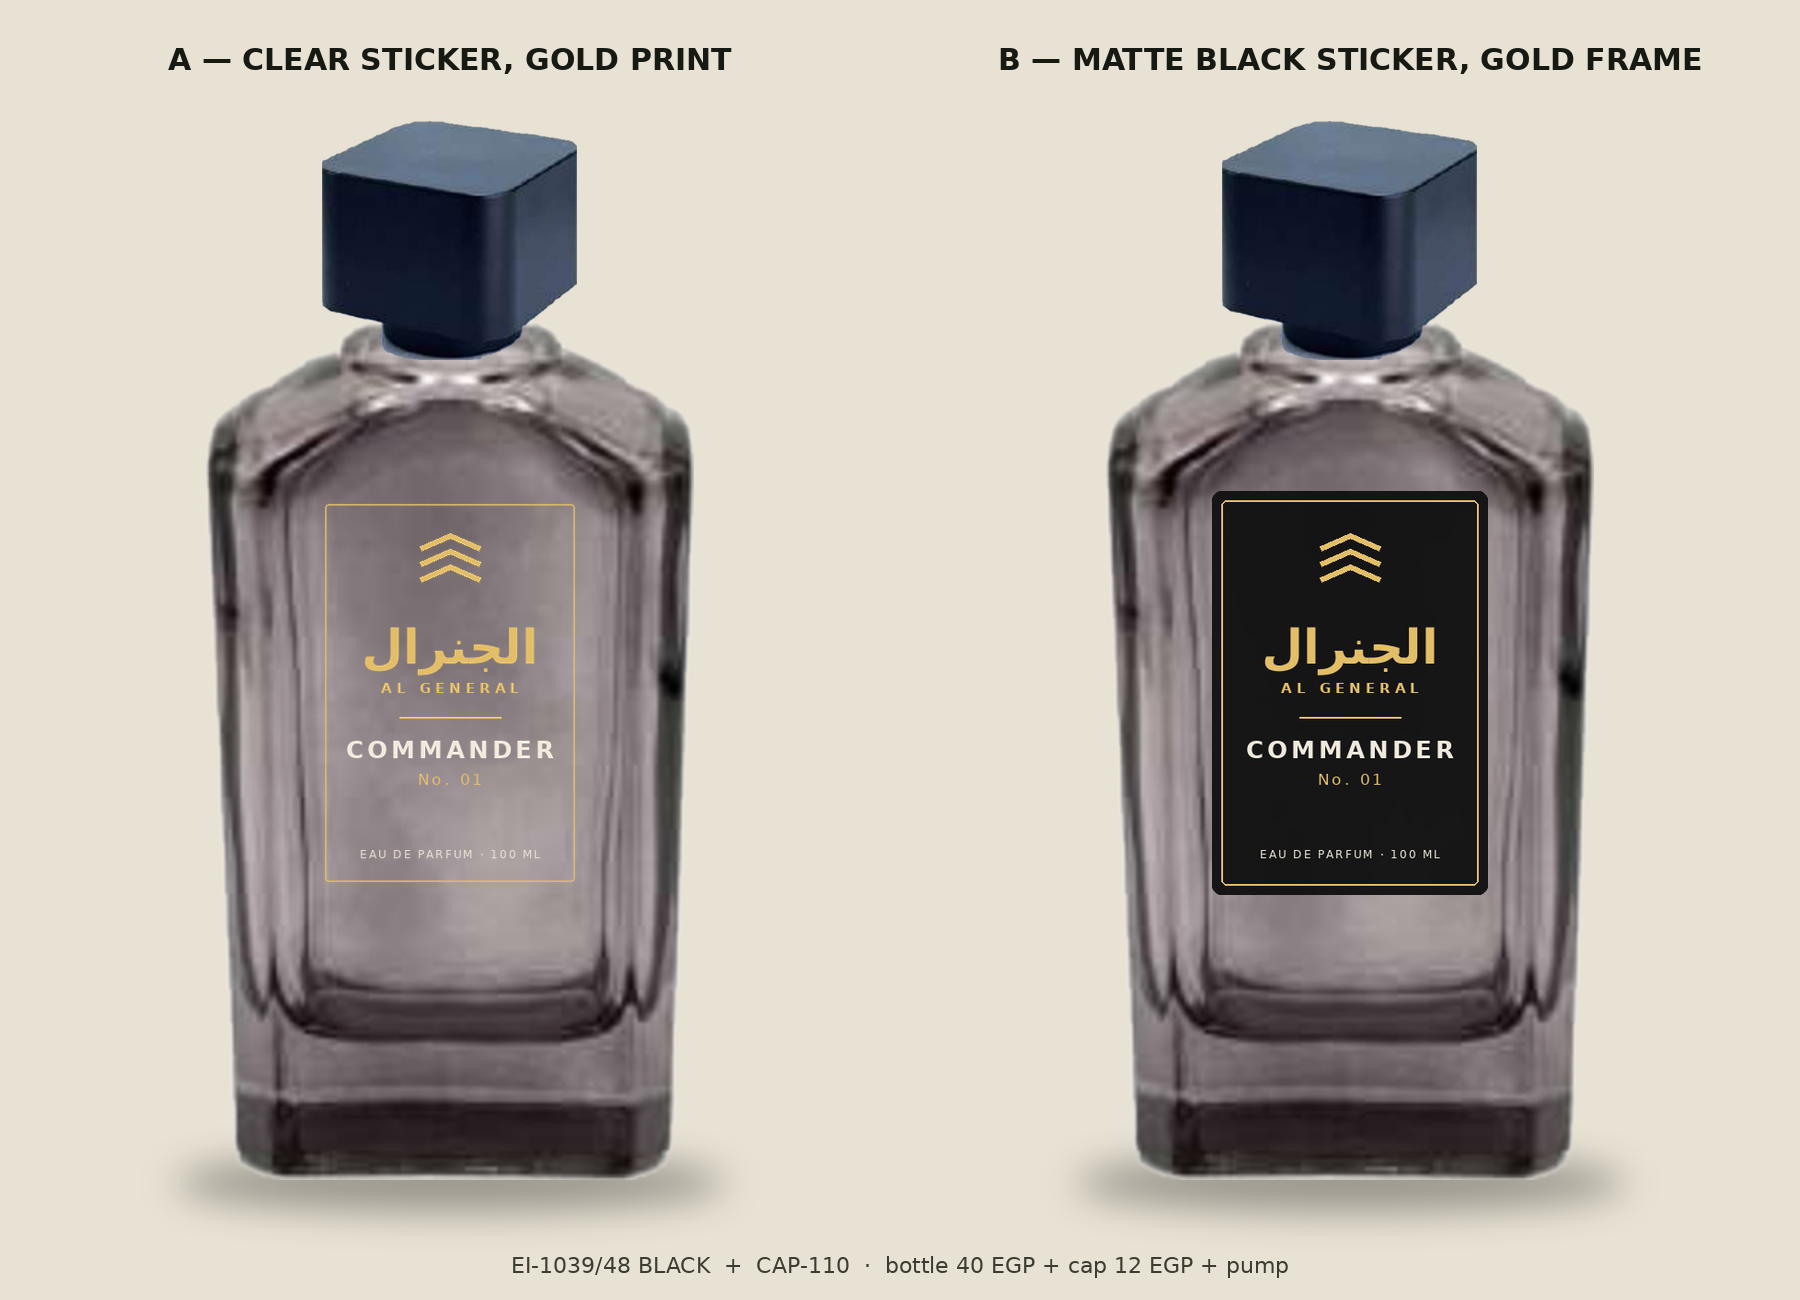 A — CLEAR STICKER, GOLD PRINT
الجنرال
AL GENERAL
COMMANDER
No. 01
EAU DE PARFUM · 100 ML
B — MATTE BLACK STICKER, GOLD FRAME
الجنرال
AL GENERAL
COMMANDER
No. 01
EAU DE PARFUM · 100 ML
EI-1039/48 BLACK + CAP-110 · bottle 40 EGP + cap 12 EGP + pump